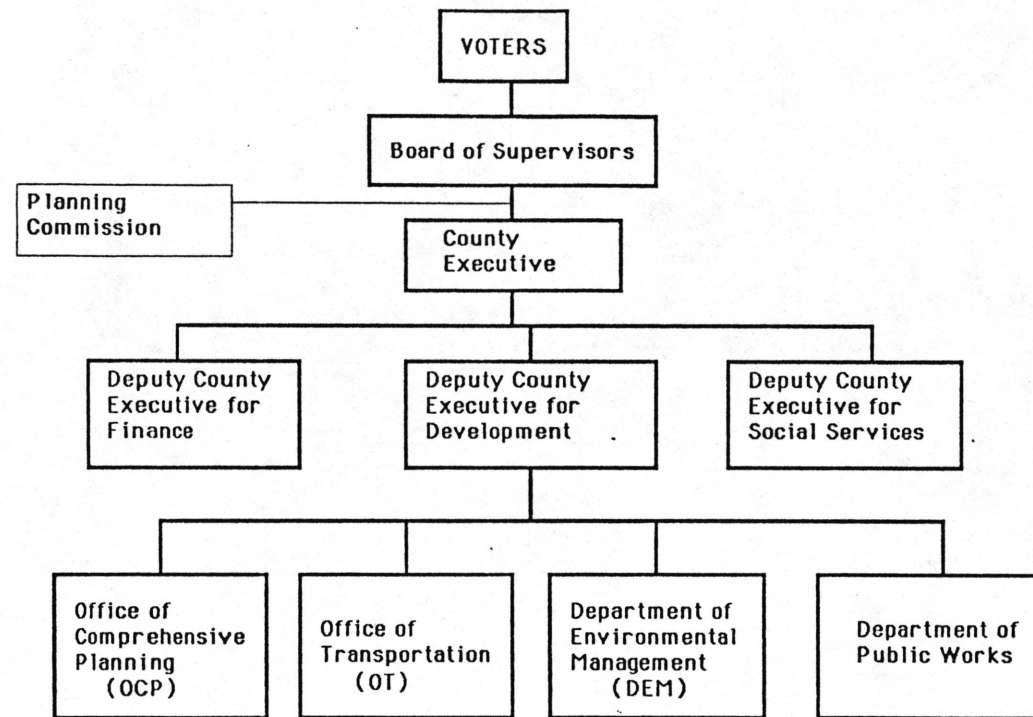 VOTERS
Board of Supervisors
Planning
Commission
County
Executive
Deputy County
Executive for
Finance
Deputy County
Executive for
Development
Deputy County
Executive for
Social Services
Office of
Comprehensive
Planning
(OCP)
Office of
Transportation
(OT)
Department of
Environmental
Management
(DEM)
Department of
Public Works